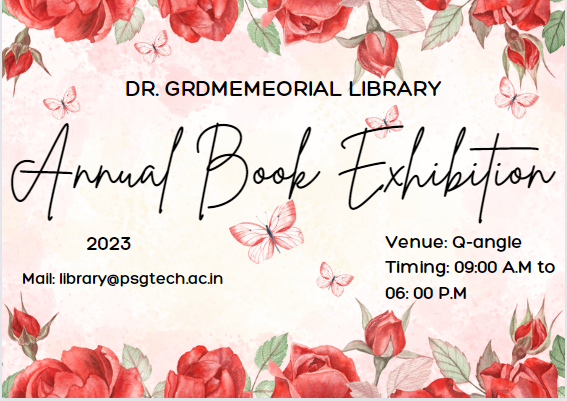 DR. GRDMEMEORIAL LIBRARY
Annual Book Exhibition
2023
Mail: library@psgtech.ac.in
Venue: Q-angle
Timing: 09:00 A.M to
06: 00 P.M